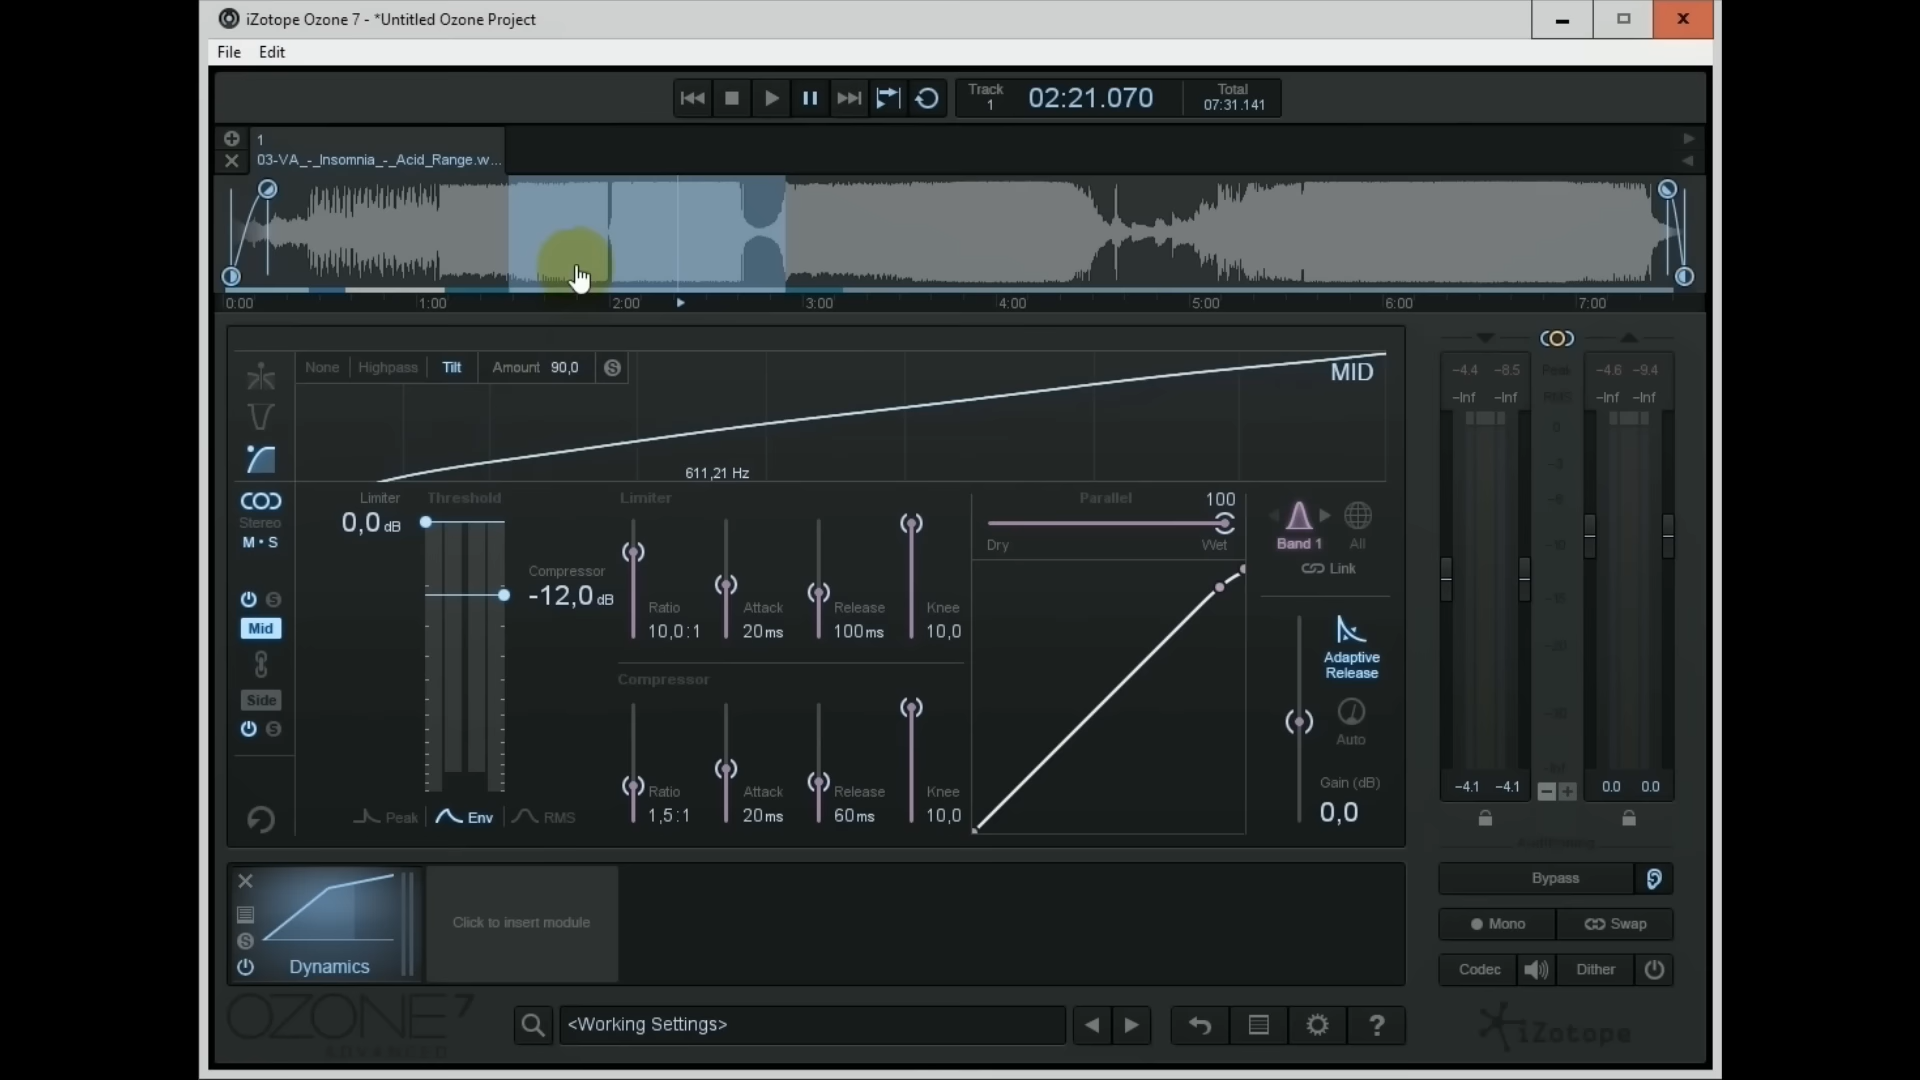 iZotope Ozone 7 - *Untitled Ozone Project
File Edit
Track 1 02:21.070 Total 07:31.141
1
03-VA_-_Insomnia_-_Acid_Range.w...
0:00 1:00 2:00 3:00 4:00 5:00 6:00 7:00
None Highpass Tilt Amount 90,0 S
MID
611,21 Hz
-4.4 -8.5 Peak -4.6 -9.4
-Inf -Inf RMS -Inf -Inf
Stereo
M • S
S
Mid
Side
S
Limiter Threshold
0,0 dB
Compressor
-12,0 dB
Peak Env RMS
Limiter
Ratio Attack Release Knee
10,0:1 20ms 100ms 10,0
Compressor
Ratio Attack Release Knee
1,5:1 20ms 60ms 10,0
Parallel 100
Dry Wet
Band 1 All
Link
Adaptive
Release
Auto
Gain (dB)
0,0
-4.1 -4.1 0.0 0.0
Bypass
Mono Swap
Codec Dither
S
Dynamics
Click to insert module
OZONE 7
ADVANCED
<Working Settings>
?
iZotope